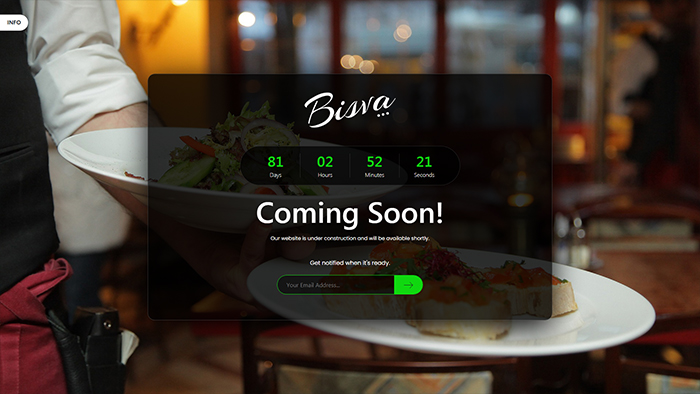 INFO
Bisva
81 02 52 21
Days Hours Minutes Seconds
Coming Soon!
Our website is under construction and will be available shortly.
Get notified when it's ready.
Your Email Address...